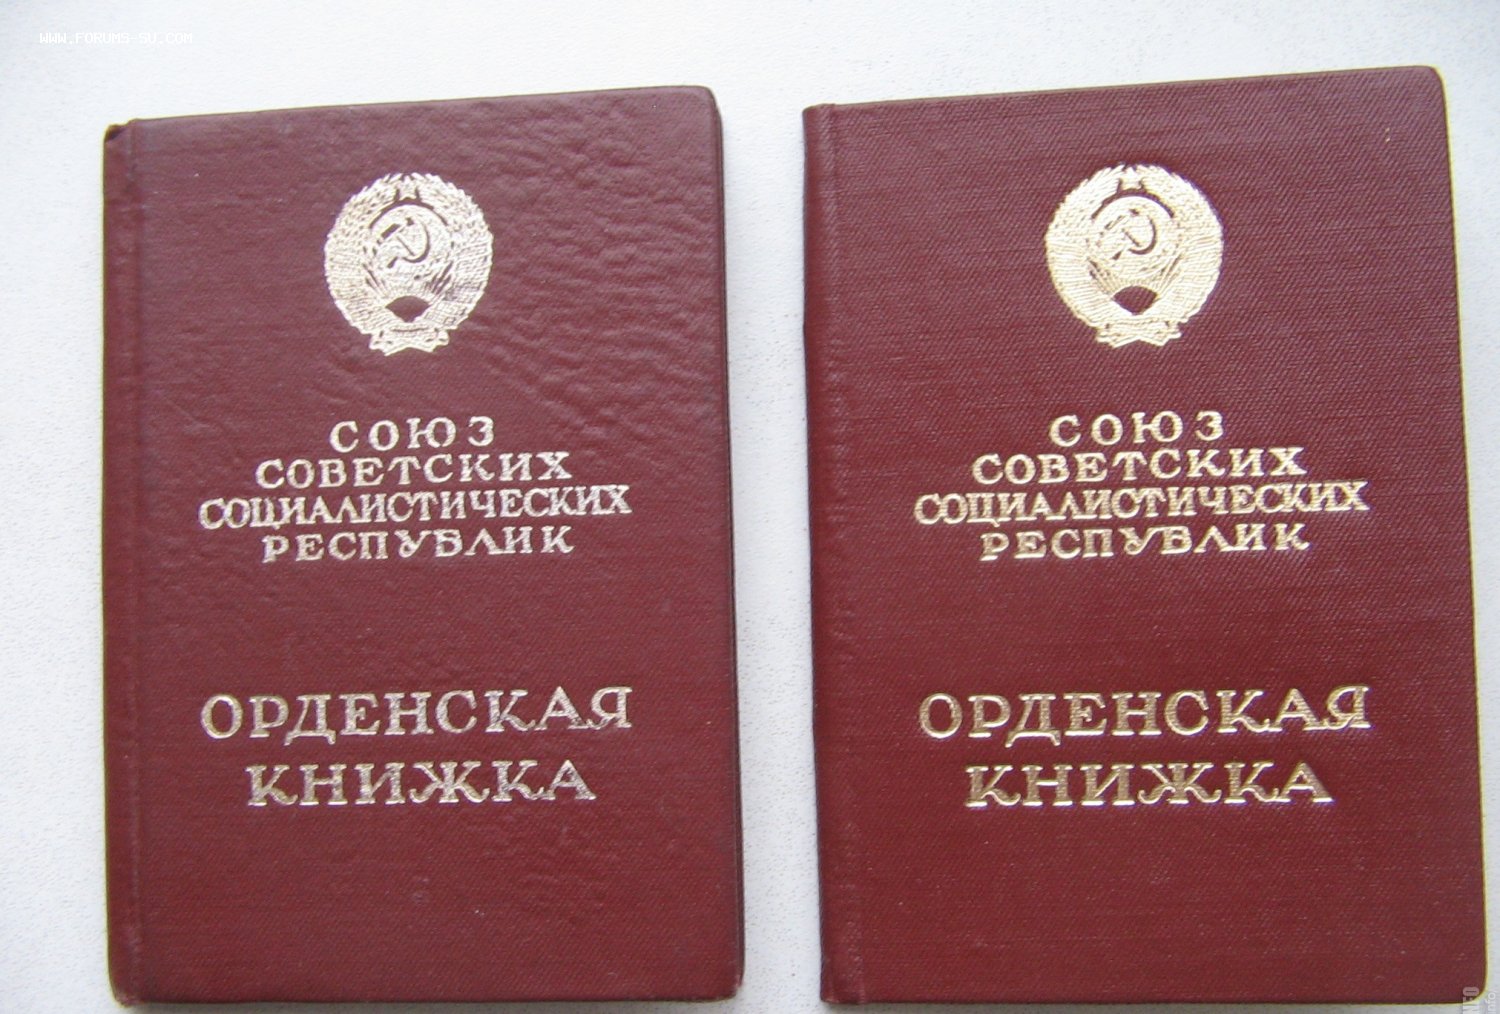 WWW.FORUMS-SU.COM
СОЮЗ
СОВЕТСКИХ
СОЦИАЛИСТИЧЕСКИХ
РЕСПУБЛИК
ОРДЕНСКАЯ
КНИЖКА
СОЮЗ
СОВЕТСКИХ
СОЦИАЛИСТИЧЕСКИХ
РЕСПУБЛИК
ОРДЕНСКАЯ
КНИЖКА